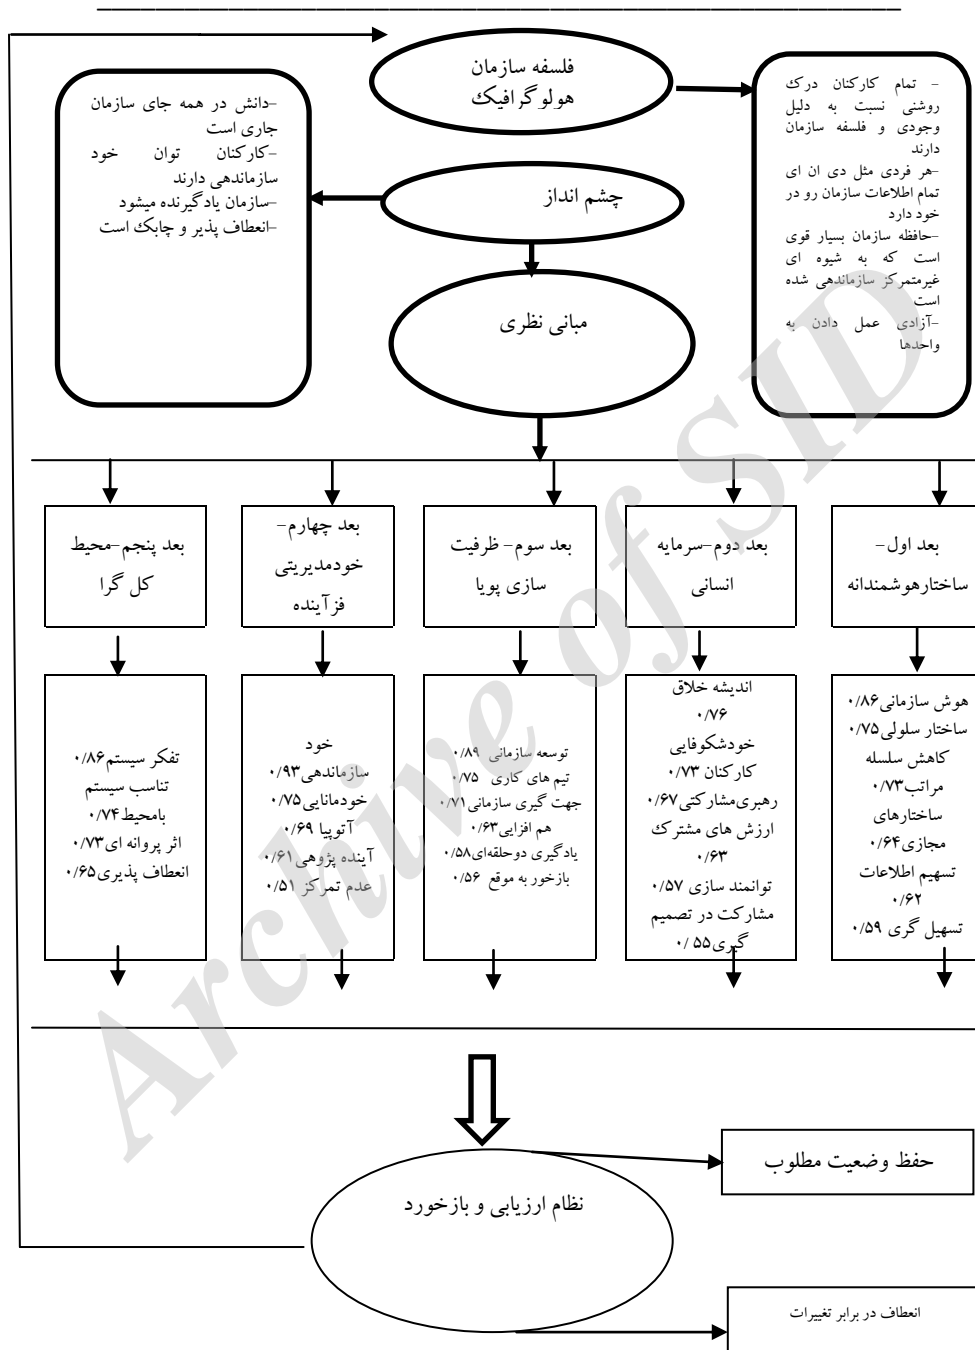 فلسفه سازمان
هولوگرافیک
- تمام کارکنان درک
روشنی نسبت به دلیل
وجودی و فلسفه سازمان
دارند
-هر فردی مثل دی ان ای
تمام اطلاعات سازمان رو در
خود دارد
-حافظه سازمان بسیار قوی
است که به شیوه ای
غیرمتمرکز سازماندهی شده
است
-آزادی عمل دادن به
واحدها
چشم انداز
-دانش در همه جای سازمان
جاری است
-کارکنان توان خود
سازماندهی دارند
-سازمان یادگیرنده میشود
-انعطاف پذیر و چابک است
مبانی نظری
بعد اول-
ساختارهوشمندانه
بعد دوم-سرمایه
انسانی
بعد سوم- ظرفیت
سازی پویا
بعد چهارم-
خودمدیریتی
فزآینده
بعد پنجم-محیط
کل گرا
هوش سازمانی۰/۸۶
ساختار سلولی۰/۷۵
کاهش سلسله
مراتب۰/۷۳
ساختارهای
مجازی۰/۶۴
تسهیم اطلاعات
۰/۶۲
تسهیل گری ۰/۵۹
اندیشه خلاق
۰/۷۶
خودشکوفایی
کارکنان ۰/۷۳
رهبری‌مشارکتی۰/۶۷
ارزش های مشترک
۰/۶۳
توانمند سازی ۰/۵۷
مشارکت در تصمیم
گیری۰/۵۵
توسعه سازمانی ۰/۸۹
تیم های کاری ۰/۷۵
جهت گیری سازمانی۰/۷۱
هم افزایی۰/۶۳
یادگیری دوحلقه‌ای۰/۵۸
بازخور به موقع ۰/۵۶
خود
سازماندهی۰/۹۳
خودمانایی۰/۷۵
آتوپیا ۰/۶۹
آینده پژوهی۰/۶۱
عدم تمرکز ۰/۵۱
تفکر سیستم۰/۸۶
تناسب سیستم
بامحیط۰/۷۴
اثر پروانه ای۰/۷۳
انعطاف پذیری۰/۶۵
نظام ارزیابی و بازخورد
حفظ وضعیت مطلوب
انعطاف در برابر تغییرات
Archive of SID